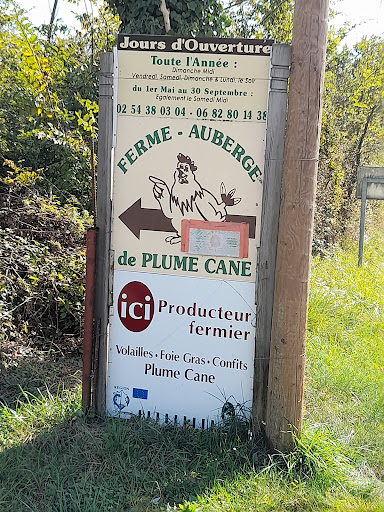 Jours d'Ouverture
Toute l'Année :
Dimanche Midi
Vendredi, Samedi, Dimanche & Lundi, le Soir
du 1er Mai au 30 Septembre :
Egalement le Samedi Midi
02 54 38 03 04 - 06 82 80 14 38
FERME - AUBERGE
de PLUME CANE
ici Producteur
fermier
Volailles • Foie Gras • Confits
Plume Cane